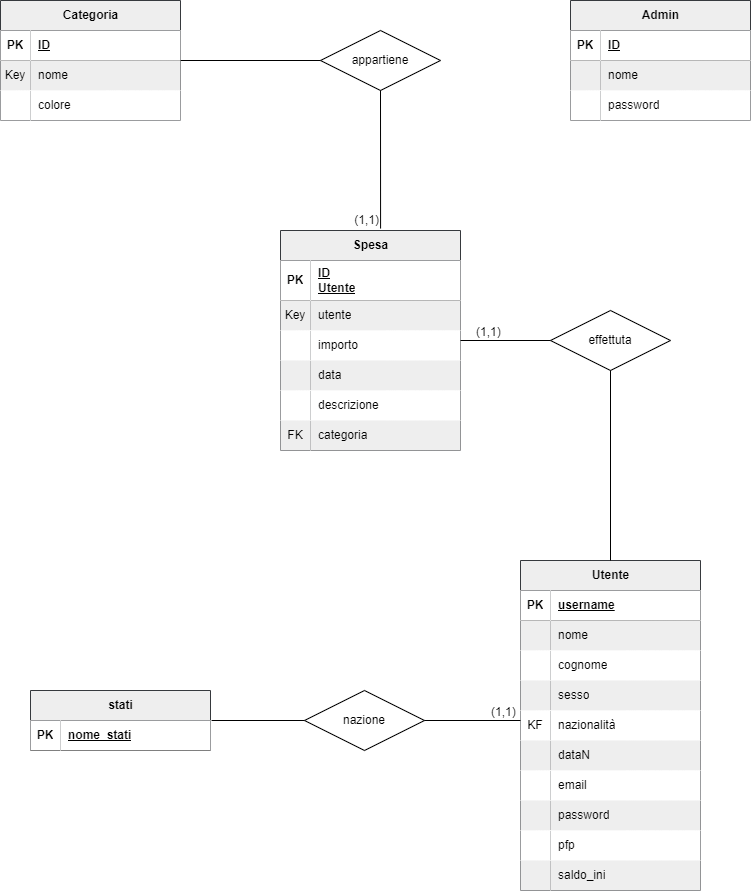 Categoria
PK ID
Key nome
colore
appartiene
Admin
PK ID
nome
password
(1,1)
Spesa
PK ID
Utente
Key utente
importo
data
descrizione
FK categoria
(1,1)
effettuta
Utente
PK username
nome
cognome
sesso
KF nazionalità
dataN
email
password
pfp
saldo_ini
stati
PK nome_stati
nazione
(1,1)